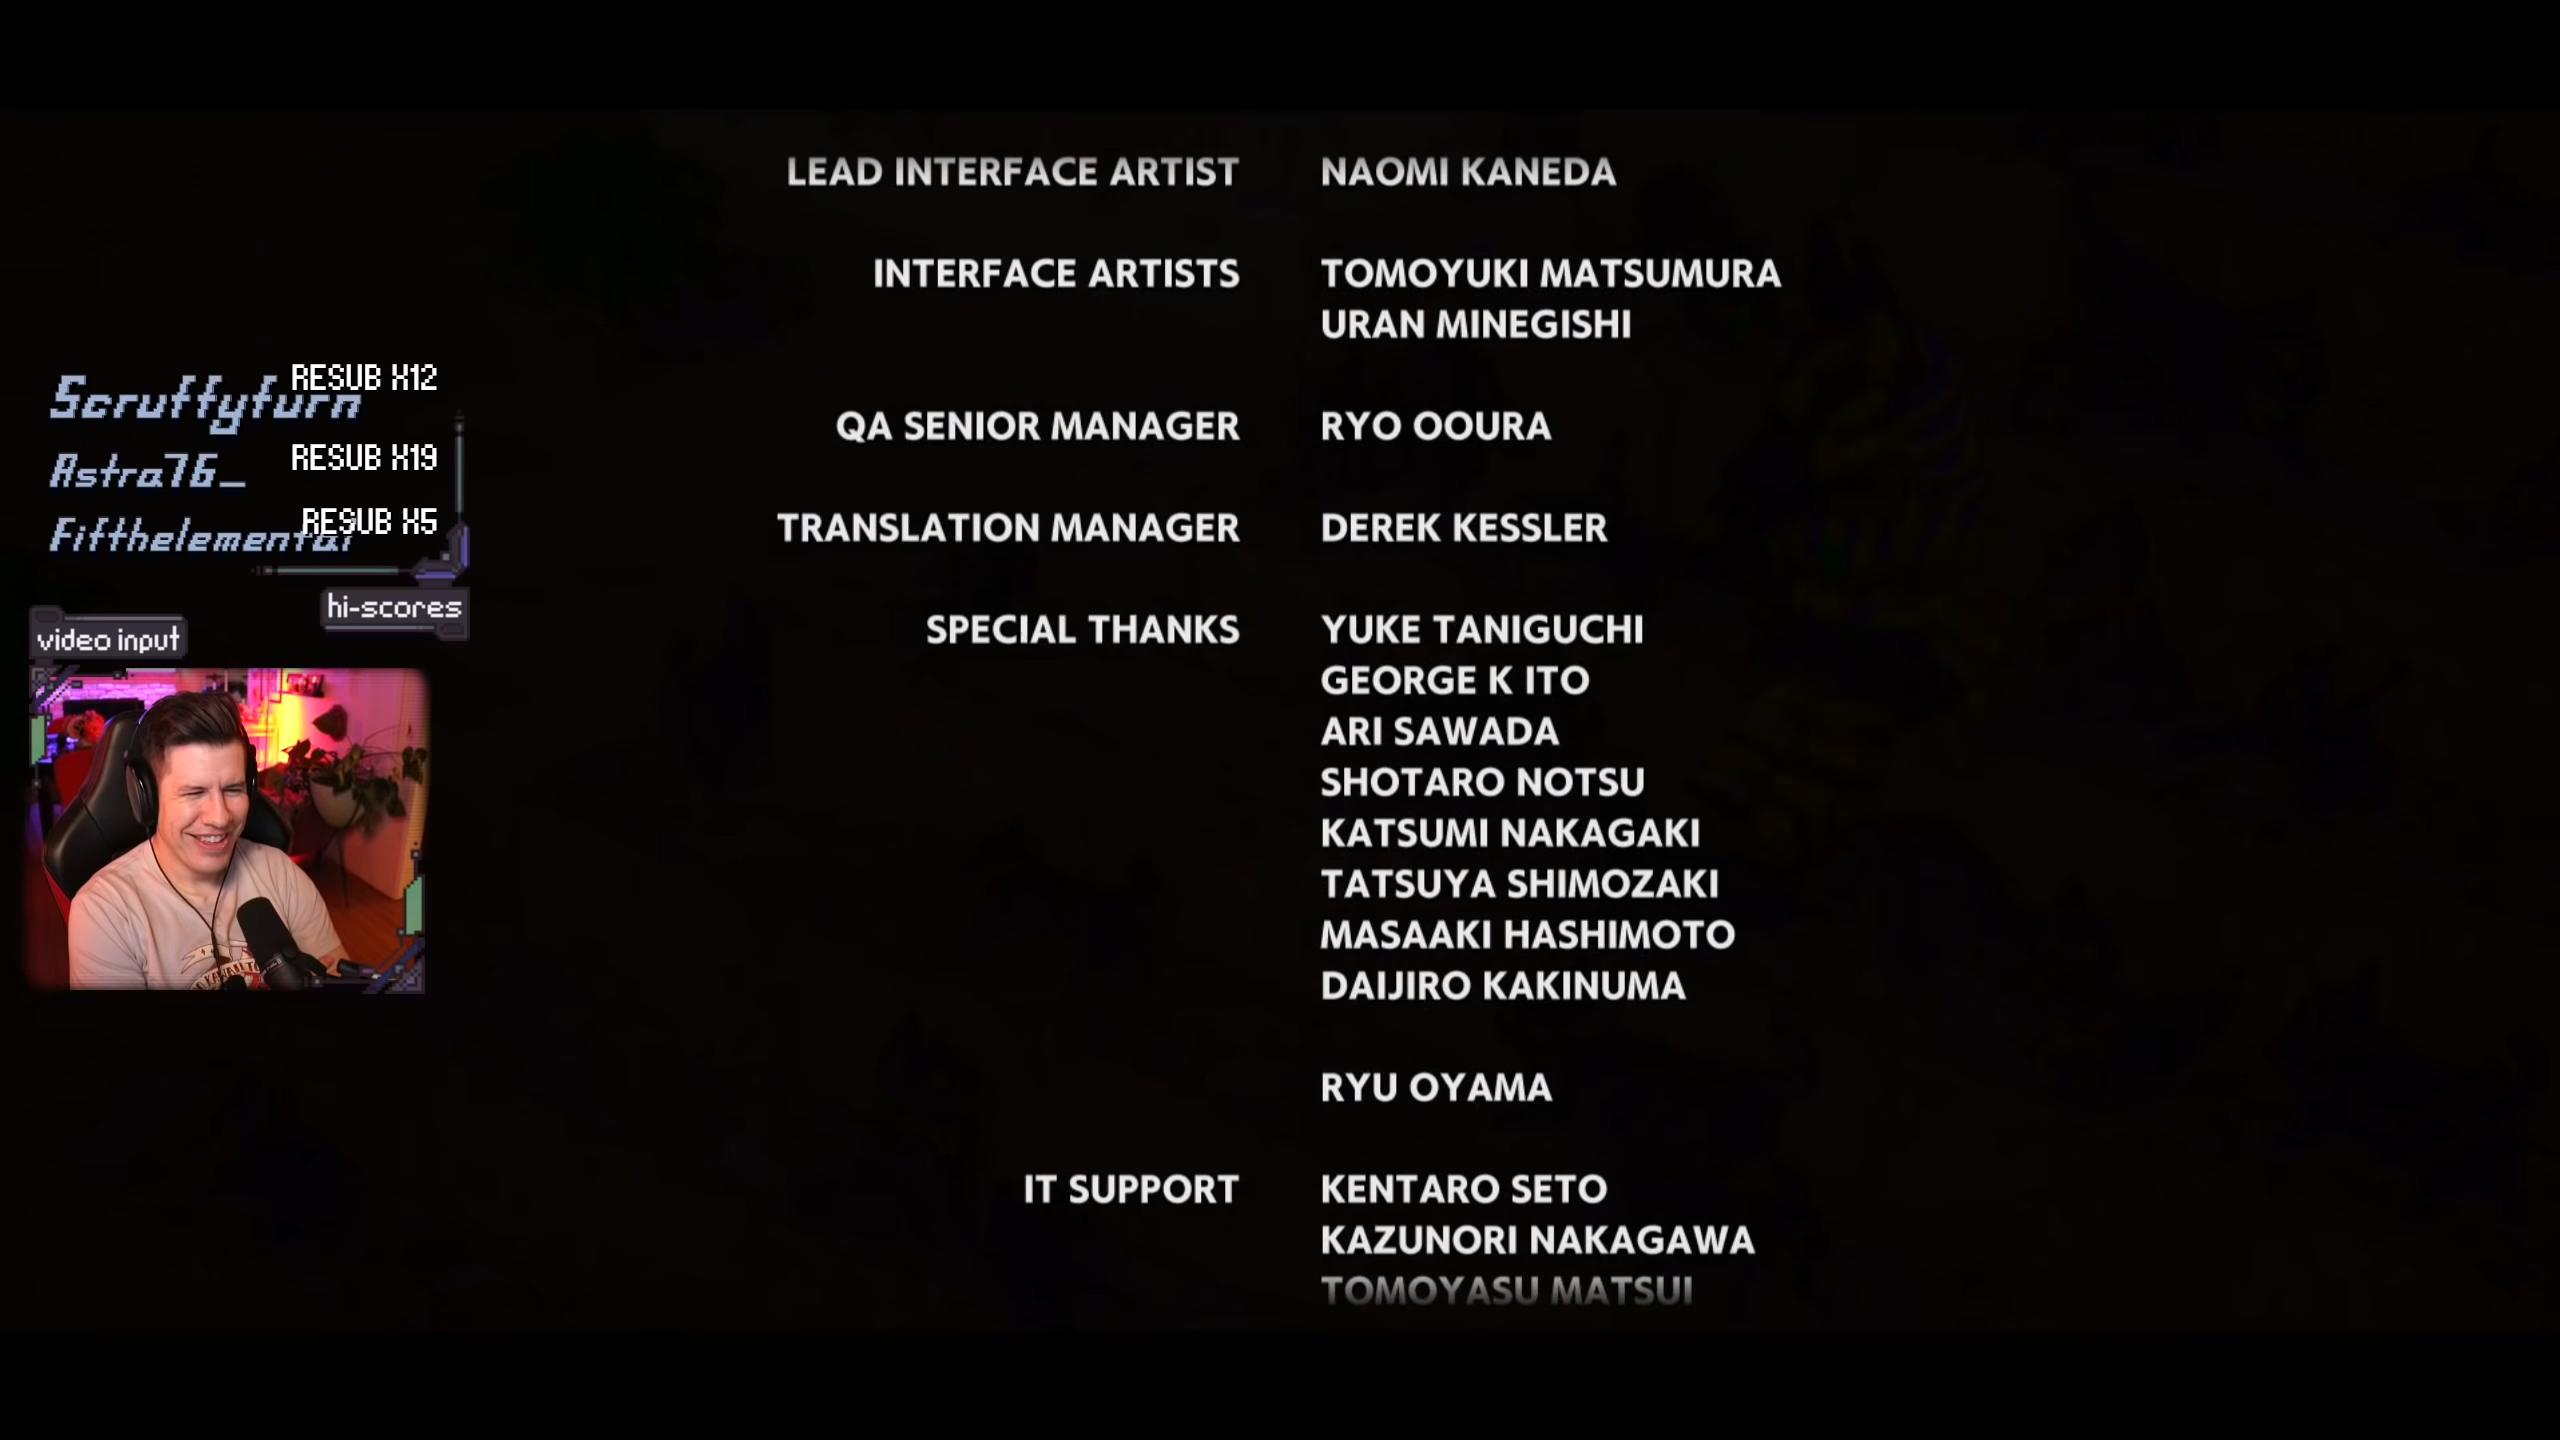 LEAD INTERFACE ARTIST NAOMI KANEDA
INTERFACE ARTISTS TOMOYUKI MATSUMURA
URAN MINEGISHI
QA SENIOR MANAGER RYO OOURA
TRANSLATION MANAGER DEREK KESSLER
SPECIAL THANKS YUKE TANIGUCHI
GEORGE K ITO
ARI SAWADA
SHOTARO NOTSU
KATSUMI NAKAGAKI
TATSUYA SHIMOZAKI
MASAAKI HASHIMOTO
DAIJIRO KAKINUMA
RYU OYAMA
IT SUPPORT KENTARO SETO
KAZUNORI NAKAGAWA
TOMOYASU MATSUI
Scruffyfurn RESUB X12
Astra76_ RESUB X19
Fifthelemental RESUB X5
hi-scores
video input